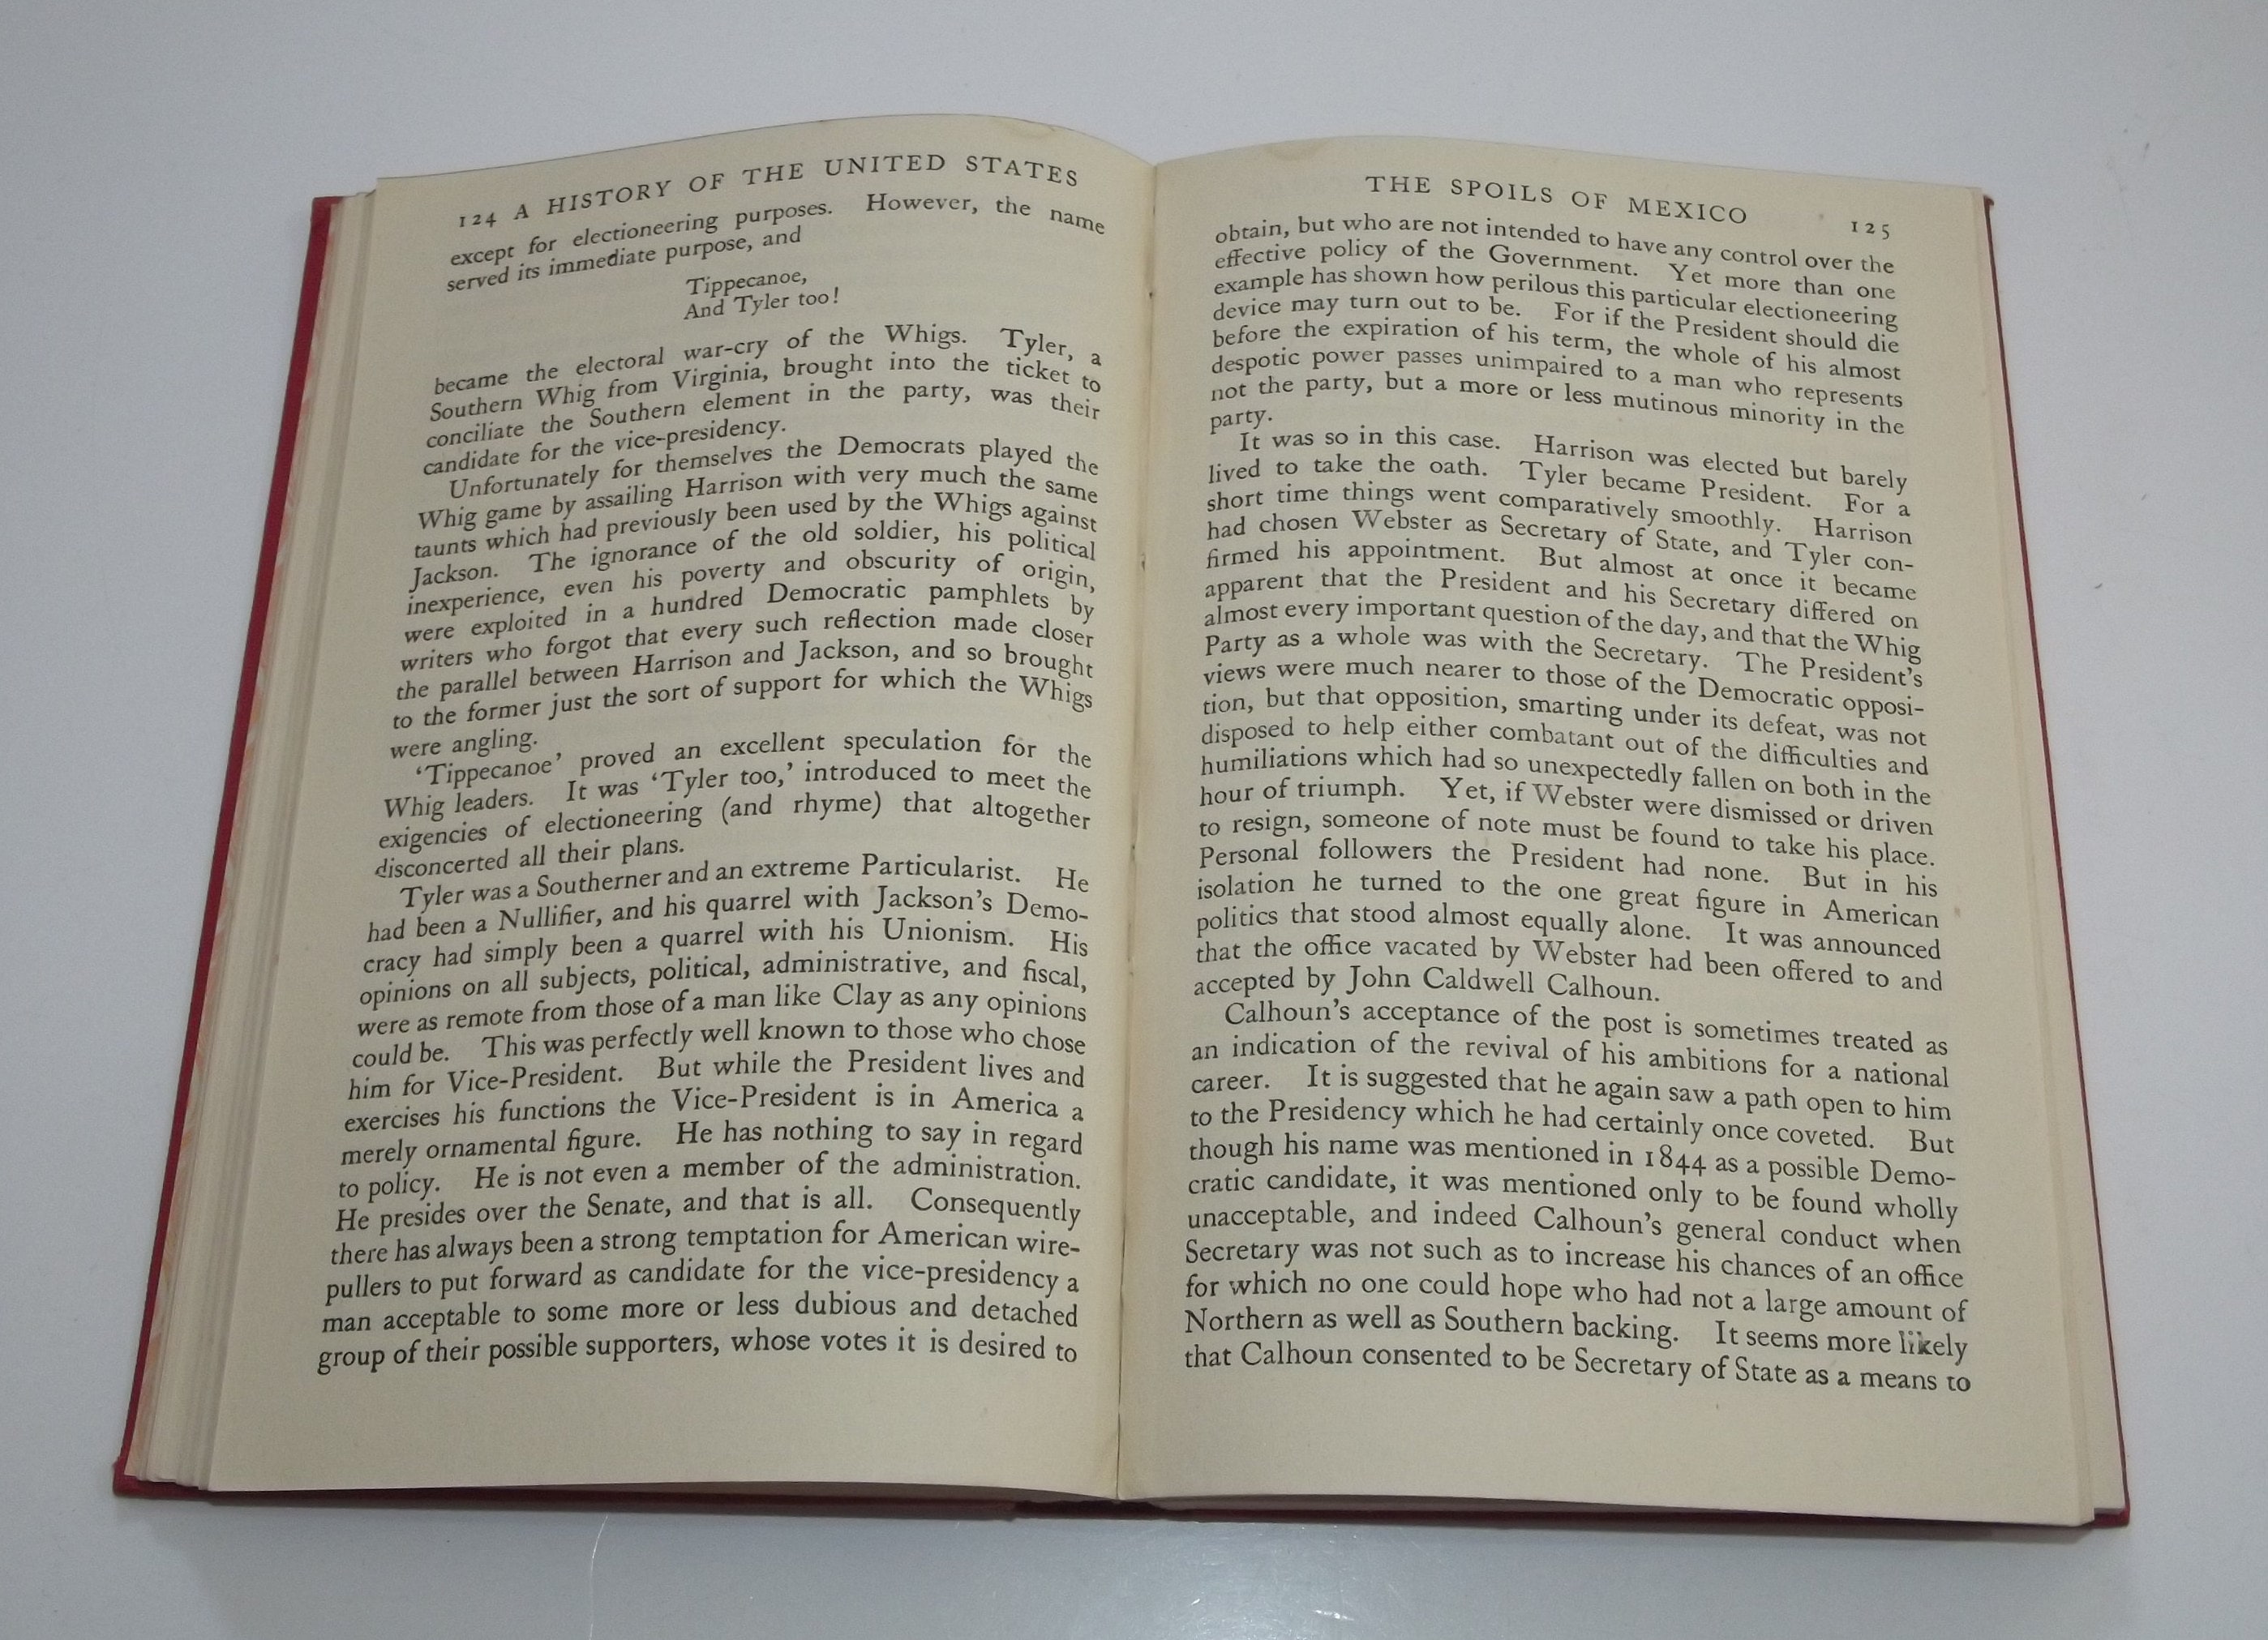 124 A HISTORY OF THE UNITED STATES
except for electioneering purposes. However, the name
served its immediate purpose, and
Tippecanoe,
And Tyler too!
became the electoral war-cry of the Whigs. Tyler, a
Southern Whig from Virginia, brought into the ticket to
conciliate the Southern element in the party, was their
candidate for the vice-presidency.
Unfortunately for themselves the Democrats played the
Whig game by assailing Harrison with very much the same
taunts which had previously been used by the Whigs against
Jackson. The ignorance of the old soldier, his political
inexperience, even his poverty and obscurity of origin,
were exploited in a hundred Democratic pamphlets by
writers who forgot that every such reflection made closer
the parallel between Harrison and Jackson, and so brought
to the former just the sort of support for which the Whigs
were angling.
‘Tippecanoe’ proved an excellent speculation for the
Whig leaders. It was ‘Tyler too,’ introduced to meet the
exigencies of electioneering (and rhyme) that altogether
disconcerted all their plans.
Tyler was a Southerner and an extreme Particularist. He
had been a Nullifier, and his quarrel with Jackson’s Demo-
cracy had simply been a quarrel with his Unionism. His
opinions on all subjects, political, administrative, and fiscal,
were as remote from those of a man like Clay as any opinions
could be. This was perfectly well known to those who chose
him for Vice-President. But while the President lives and
exercises his functions the Vice-President is in America a
merely ornamental figure. He has nothing to say in regard
to policy. He is not even a member of the administration.
He presides over the Senate, and that is all. Consequently
there has always been a strong temptation for American wire-
pullers to put forward as candidate for the vice-presidency a
man acceptable to some more or less dubious and detached
group of their possible supporters, whose votes it is desired to
THE SPOILS OF MEXICO 125
obtain, but who are not intended to have any control over the
effective policy of the Government. Yet more than one
example has shown how perilous this particular electioneering
device may turn out to be. For if the President should die
before the expiration of his term, the whole of his almost
despotic power passes unimpaired to a man who represents
not the party, but a more or less mutinous minority in the
party.
It was so in this case. Harrison was elected but barely
lived to take the oath. Tyler became President. For a
short time things went comparatively smoothly. Harrison
had chosen Webster as Secretary of State, and Tyler con-
firmed his appointment. But almost at once it became
apparent that the President and his Secretary differed on
almost every important question of the day, and that the Whig
Party as a whole was with the Secretary. The President’s
views were much nearer to those of the Democratic opposi-
tion, but that opposition, smarting under its defeat, was not
disposed to help either combatant out of the difficulties and
humiliations which had so unexpectedly fallen on both in the
hour of triumph. Yet, if Webster were dismissed or driven
to resign, someone of note must be found to take his place.
Personal followers the President had none. But in his
isolation he turned to the one great figure in American
politics that stood almost equally alone. It was announced
that the office vacated by Webster had been offered to and
accepted by John Caldwell Calhoun.
Calhoun’s acceptance of the post is sometimes treated as
an indication of the revival of his ambitions for a national
career. It is suggested that he again saw a path open to him
to the Presidency which he had certainly once coveted. But
though his name was mentioned in 1844 as a possible Demo-
cratic candidate, it was mentioned only to be found wholly
unacceptable, and indeed Calhoun’s general conduct when
Secretary was not such as to increase his chances of an office
for which no one could hope who had not a large amount of
Northern as well as Southern backing. It seems more likely
that Calhoun consented to be Secretary of State as a means to